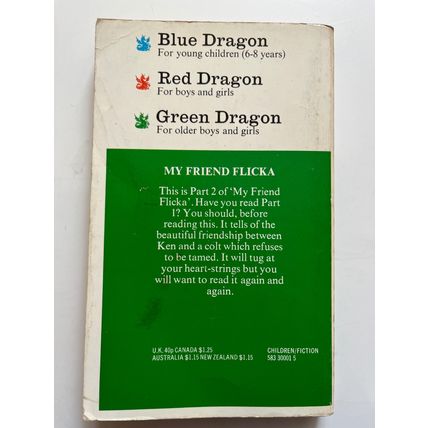 Blue Dragon
For young children (6-8 years)
Red Dragon
For boys and girls
Green Dragon
For older boys and girls
MY FRIEND FLICKA
This is Part 2 of 'My Friend
Flicka'. Have you read Part
1? You should, before
reading this. It tells of the
beautiful friendship between
Ken and a colt which refuses
to be tamed. It will tug at
your heart-strings but you
will want to read it again and
again.
U.K. 40p CANADA $1.25
AUSTRALIA $1.15 NEW ZEALAND $1.15
CHILDREN/FICTION
583 30001 5